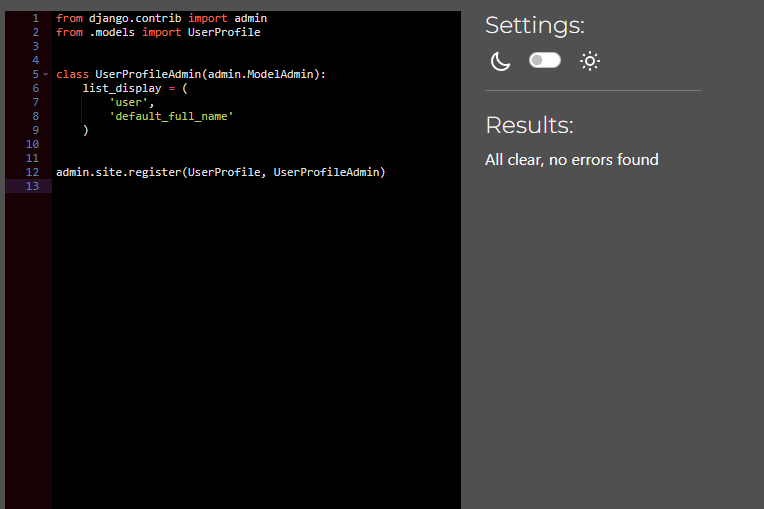 1 from django.contrib import admin
2 from .models import UserProfile
3
4
5 class UserProfileAdmin(admin.ModelAdmin):
6     list_display = (
7         'user',
8         'default_full_name'
9     )
10
11
12 admin.site.register(UserProfile, UserProfileAdmin)
13
Settings:
Results:
All clear, no errors found